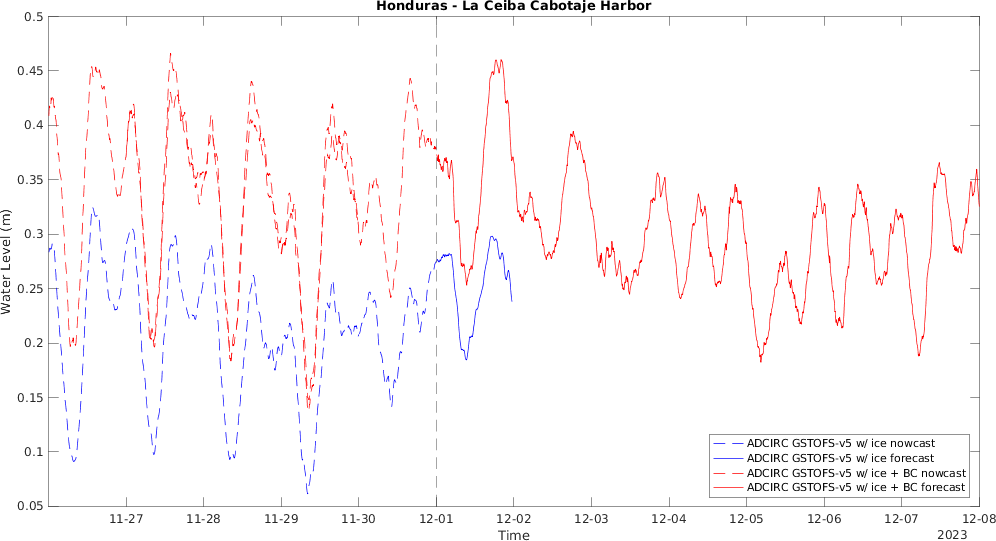 Honduras - La Ceiba Cabotaje Harbor
0.5
0.45
0.4
0.35
0.3
0.25
0.2
0.15
0.1
0.05
Water Level (m)
ADCIRC GSTOFS-v5 w/ ice nowcast
ADCIRC GSTOFS-v5 w/ ice forecast
ADCIRC GSTOFS-v5 w/ ice + BC nowcast
ADCIRC GSTOFS-v5 w/ ice + BC forecast
11-27 11-28 11-29 11-30 12-01 12-02 12-03 12-04 12-05 12-06 12-07 12-08
Time
2023